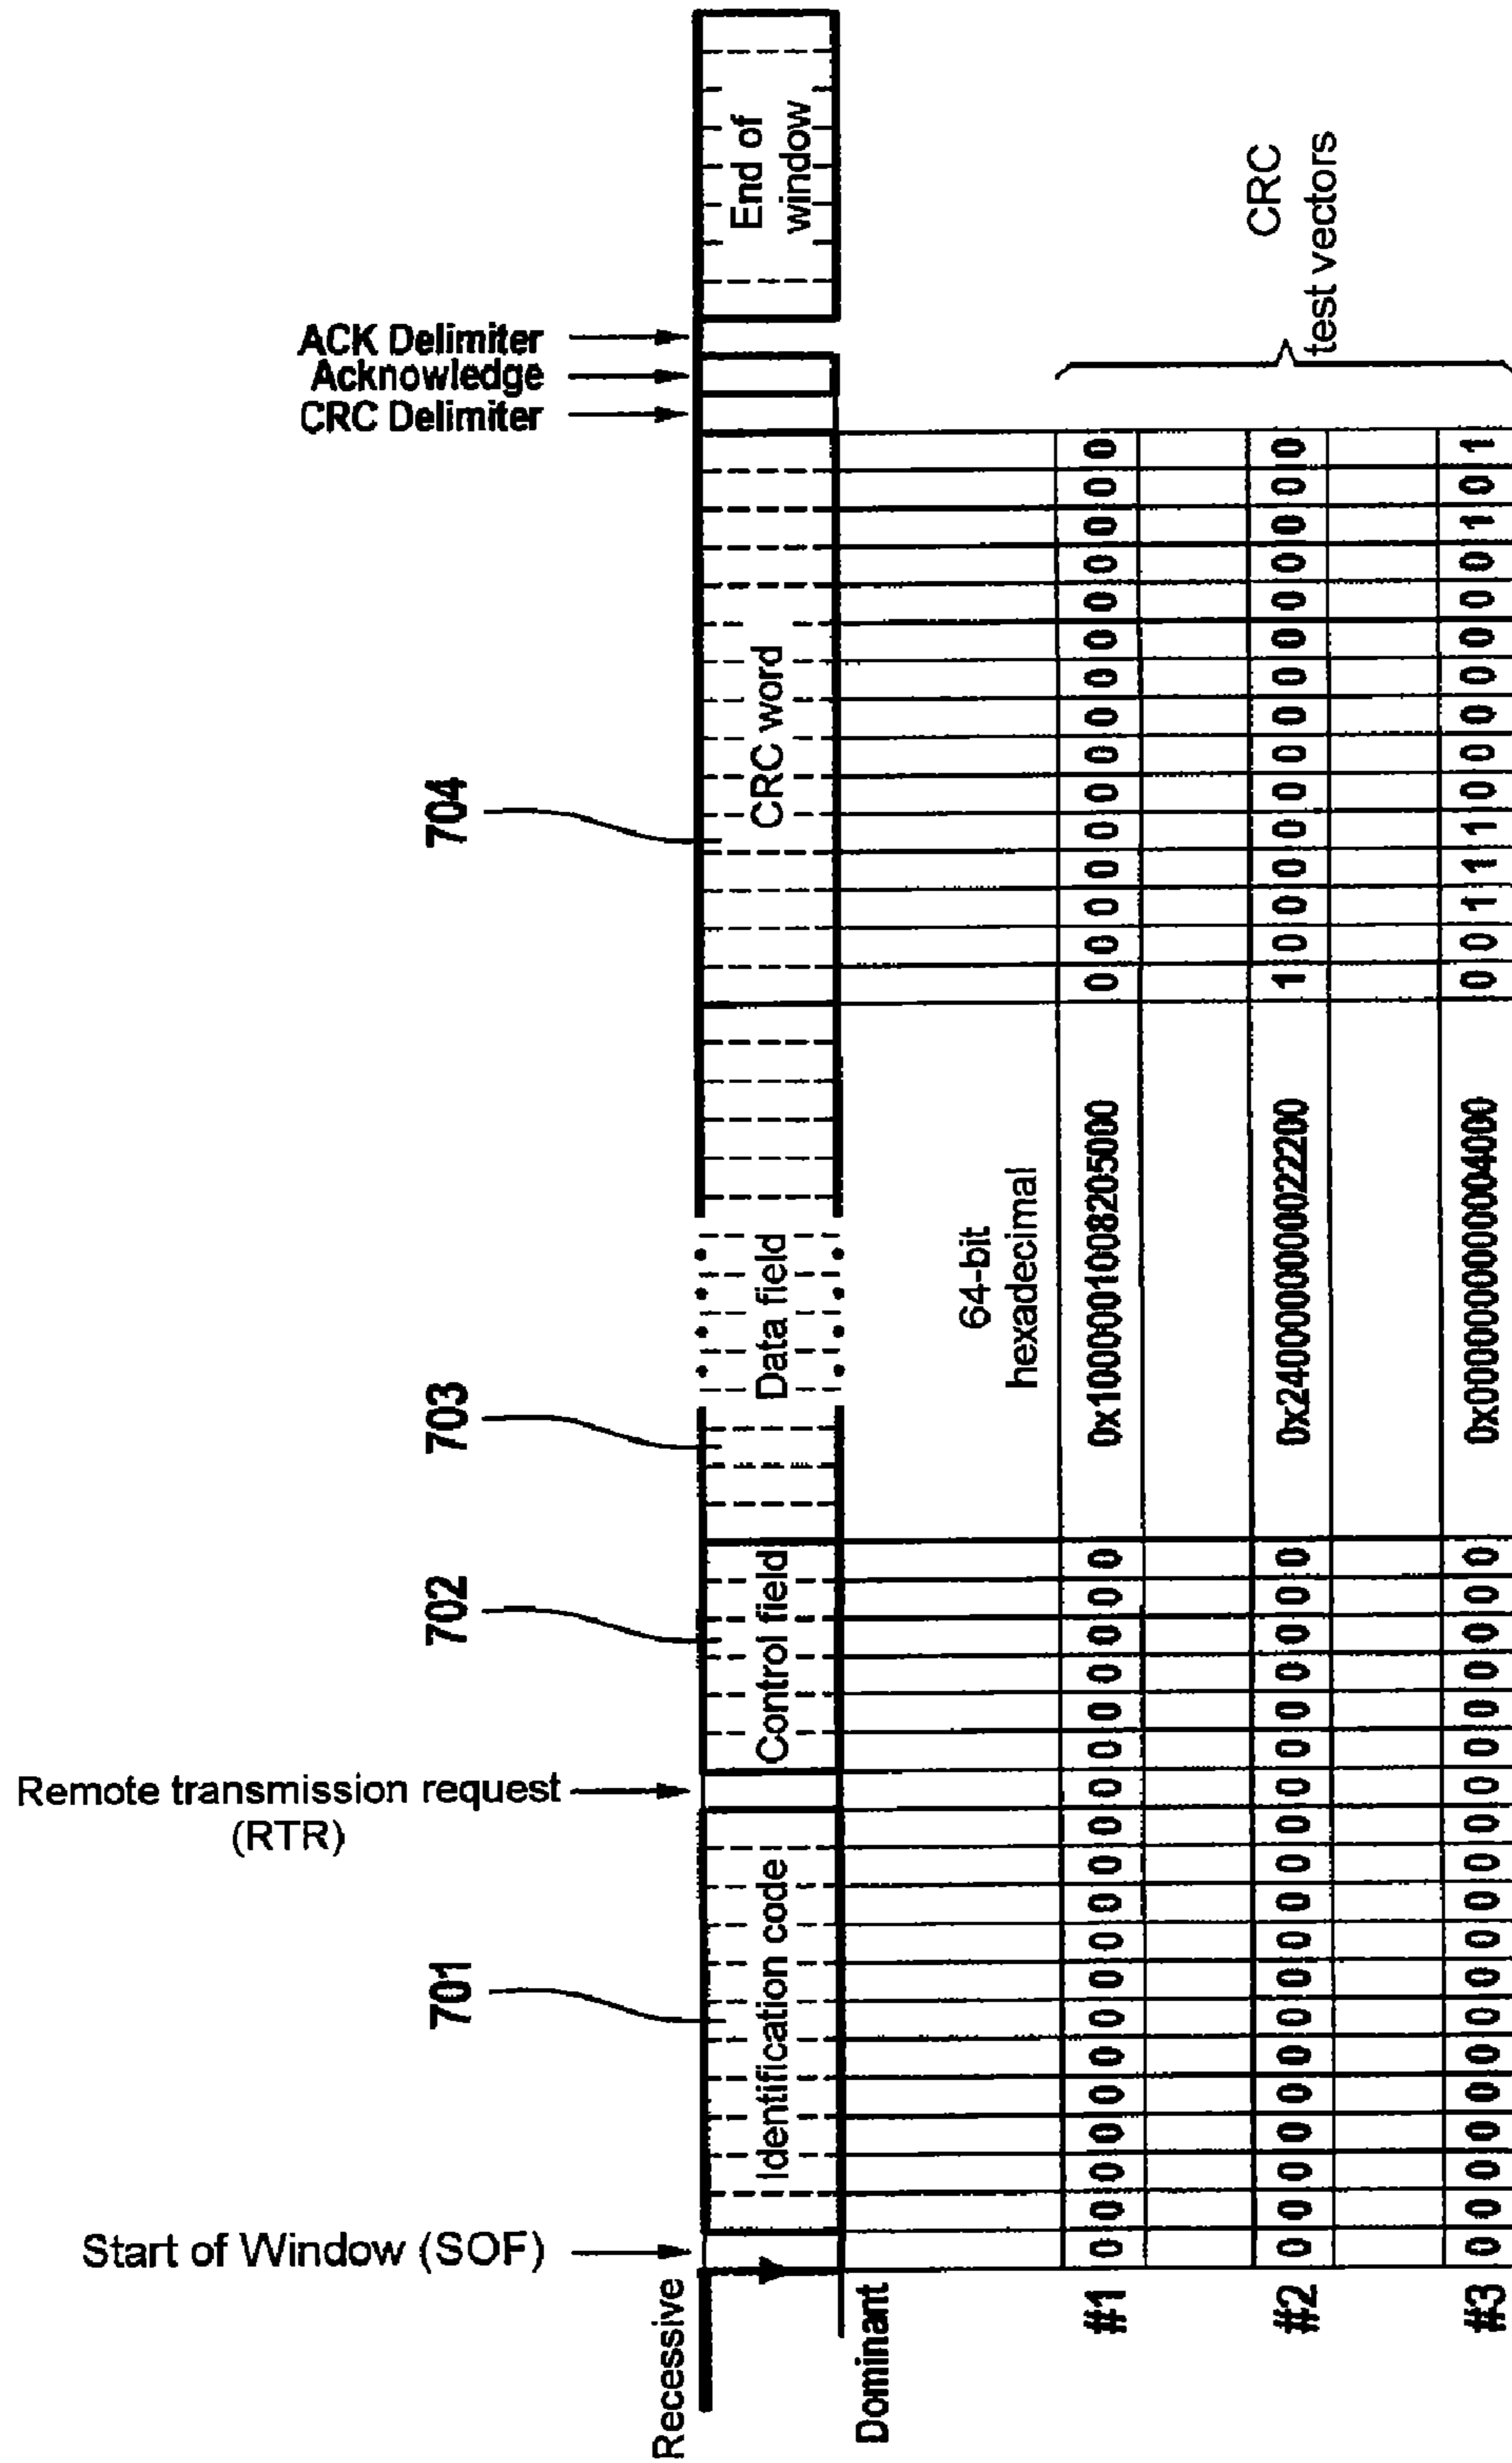 704
703
702
701
Remote transmission request
(RTR)
Start of Window (SOF)
ACK Delimiter
Acknowledge
CRC Delimiter
Recessive
Dominant
Identification code
Control field
Data field
CRC word
End of
window
64-bit
hexadecimal
#1 0 0 0 0 0 0 0 0 0 0 0 0 0 0 0 0 0 0 0 0x1000001008205000 0 0 0 0 0 0 0 0 0 0 0 0 0 0 0
#2 0 0 0 0 0 0 0 0 0 0 0 0 0 0 0 0 0 0 0 0x2400000000022200 1 0 0 0 0 0 0 0 0 0 0 0 0 0 0
#3 0 0 0 0 0 0 0 0 0 0 0 0 0 0 0 0 0 0 0 0x0000000000004000 0 0 1 1 1 0 0 0 0 0 0 0 1 0 1
CRC
test vectors